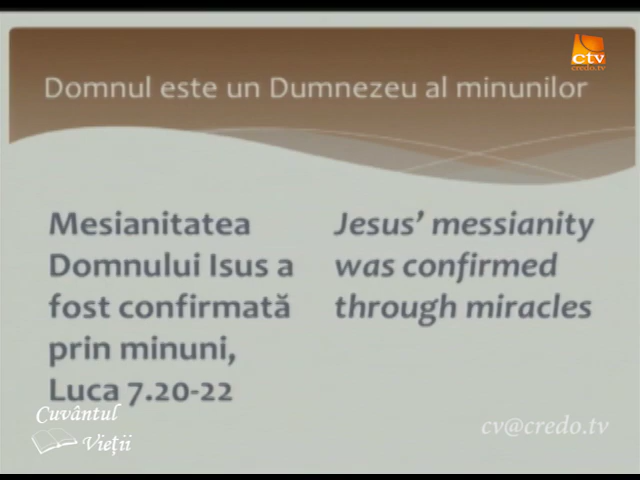 ctv
credo.tv
Domnul este un Dumnezeu al minunilor
Mesianitatea
Domnului Isus a
fost confirmată
prin minuni,
Luca 7.20-22
Jesus' messianity
was confirmed
through miracles
Cuvântul
Vieții
cv@credo.tv